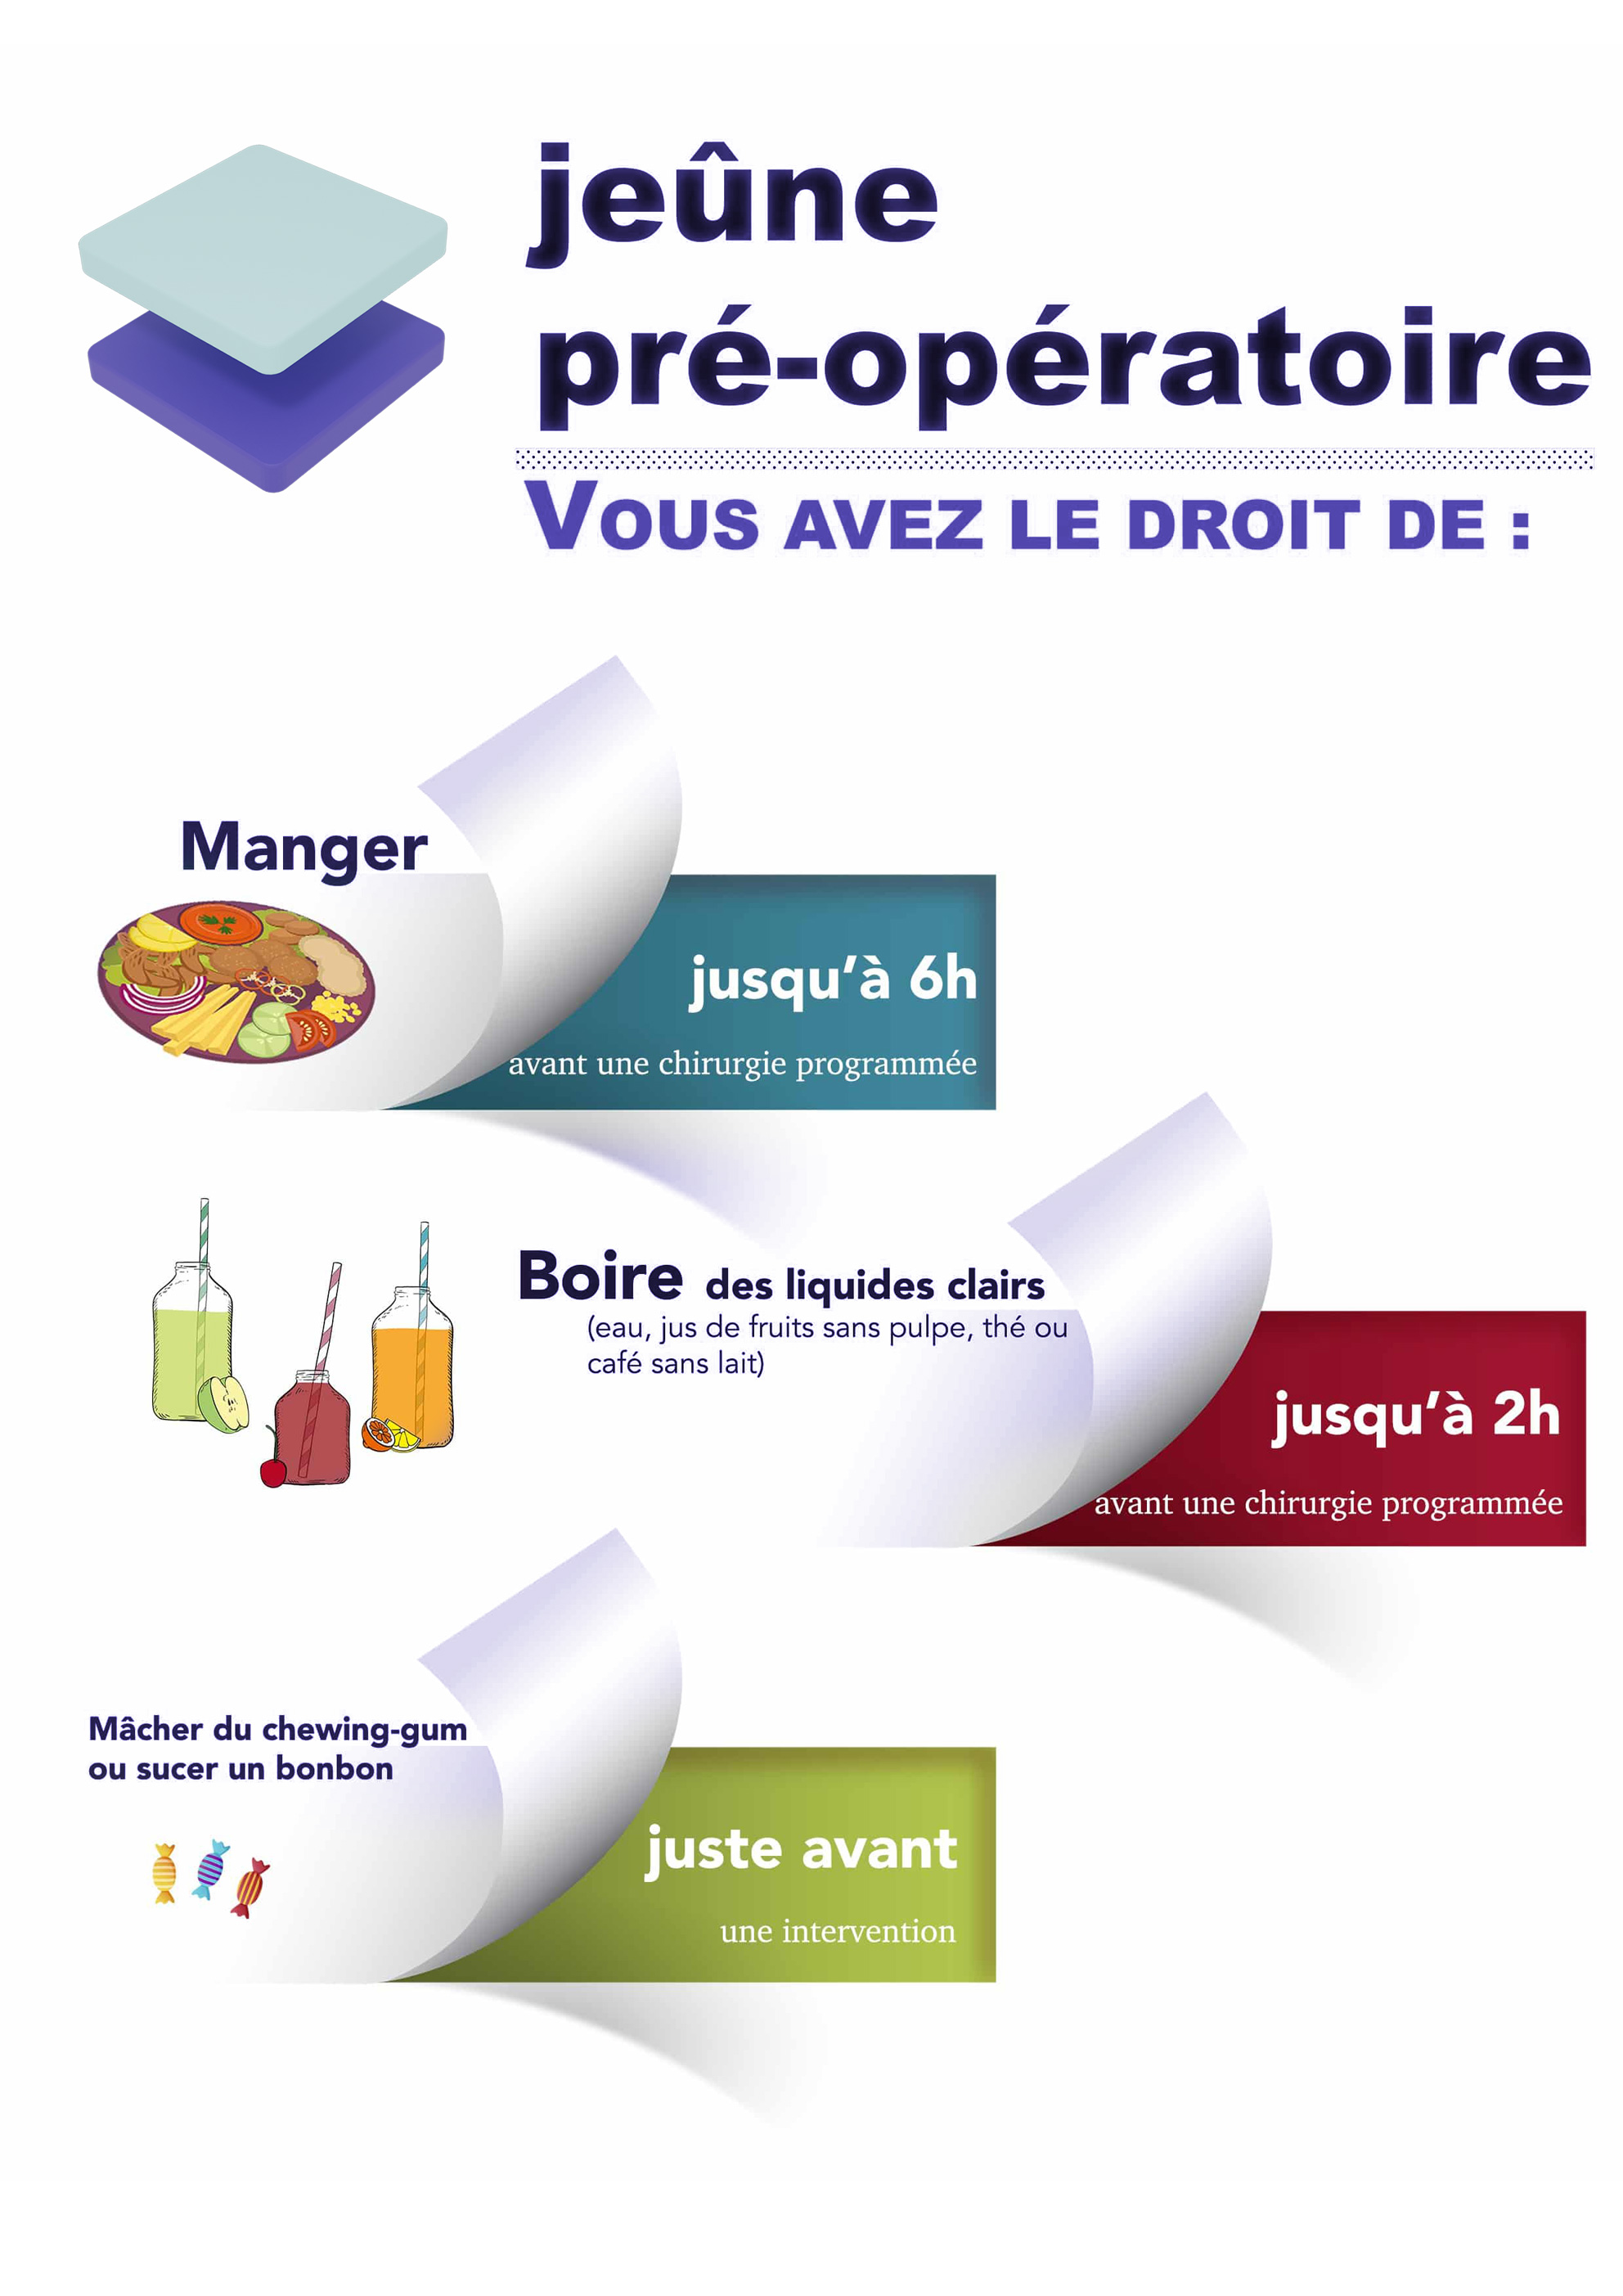 jeûne
pré-opératoire
VOUS AVEZ LE DROIT DE :
Manger
jusqu'à 6h
avant une chirurgie programmée
Boire des liquides clairs
(eau, jus de fruits sans pulpe, thé ou
café sans lait)
jusqu'à 2h
avant une chirurgie programmée
Mâcher du chewing-gum
ou sucer un bonbon
juste avant
une intervention